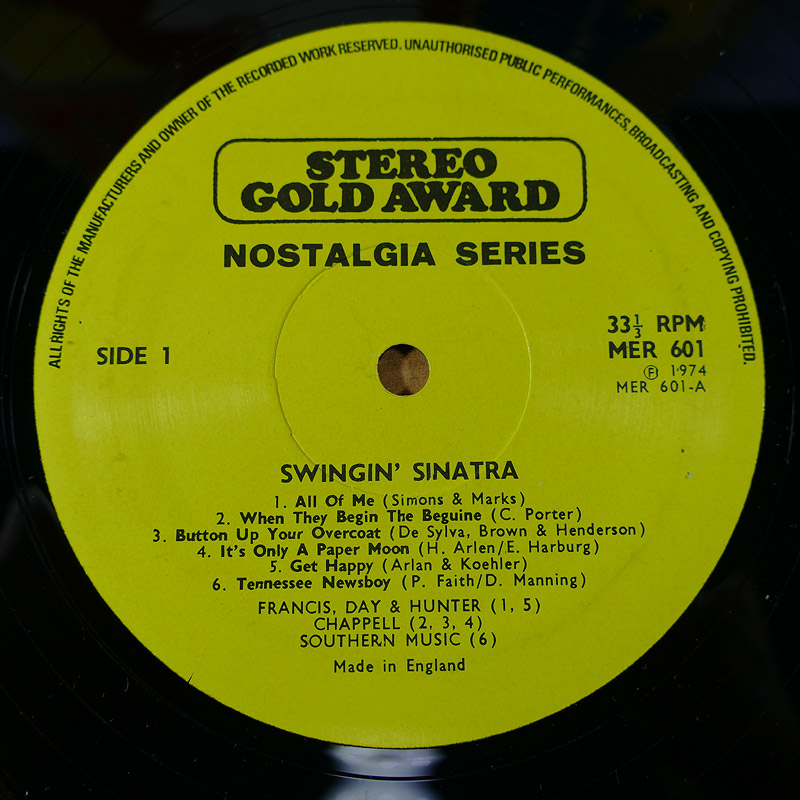 ALL RIGHTS OF THE MANUFACTURERS AND OWNER OF THE RECORDED WORK RESERVED. UNAUTHORISED PUBLIC PERFORMANCES, BROADCASTING AND COPYING PROHIBITED.
STEREO
GOLD AWARD
NOSTALGIA SERIES
SIDE 1
33⅓ RPM
MER 601
Ⓟ 1974
MER 601-A
SWINGIN' SINATRA
1. All Of Me (Simons & Marks)
2. When They Begin The Beguine (C. Porter)
3. Button Up Your Overcoat (De Sylva, Brown & Henderson)
4. It's Only A Paper Moon (H. Arlen/E. Harburg)
5. Get Happy (Arlan & Koehler)
6. Tennessee Newsboy (P. Faith/D. Manning)
FRANCIS, DAY & HUNTER (1, 5)
CHAPPELL (2, 3, 4)
SOUTHERN MUSIC (6)
Made in England